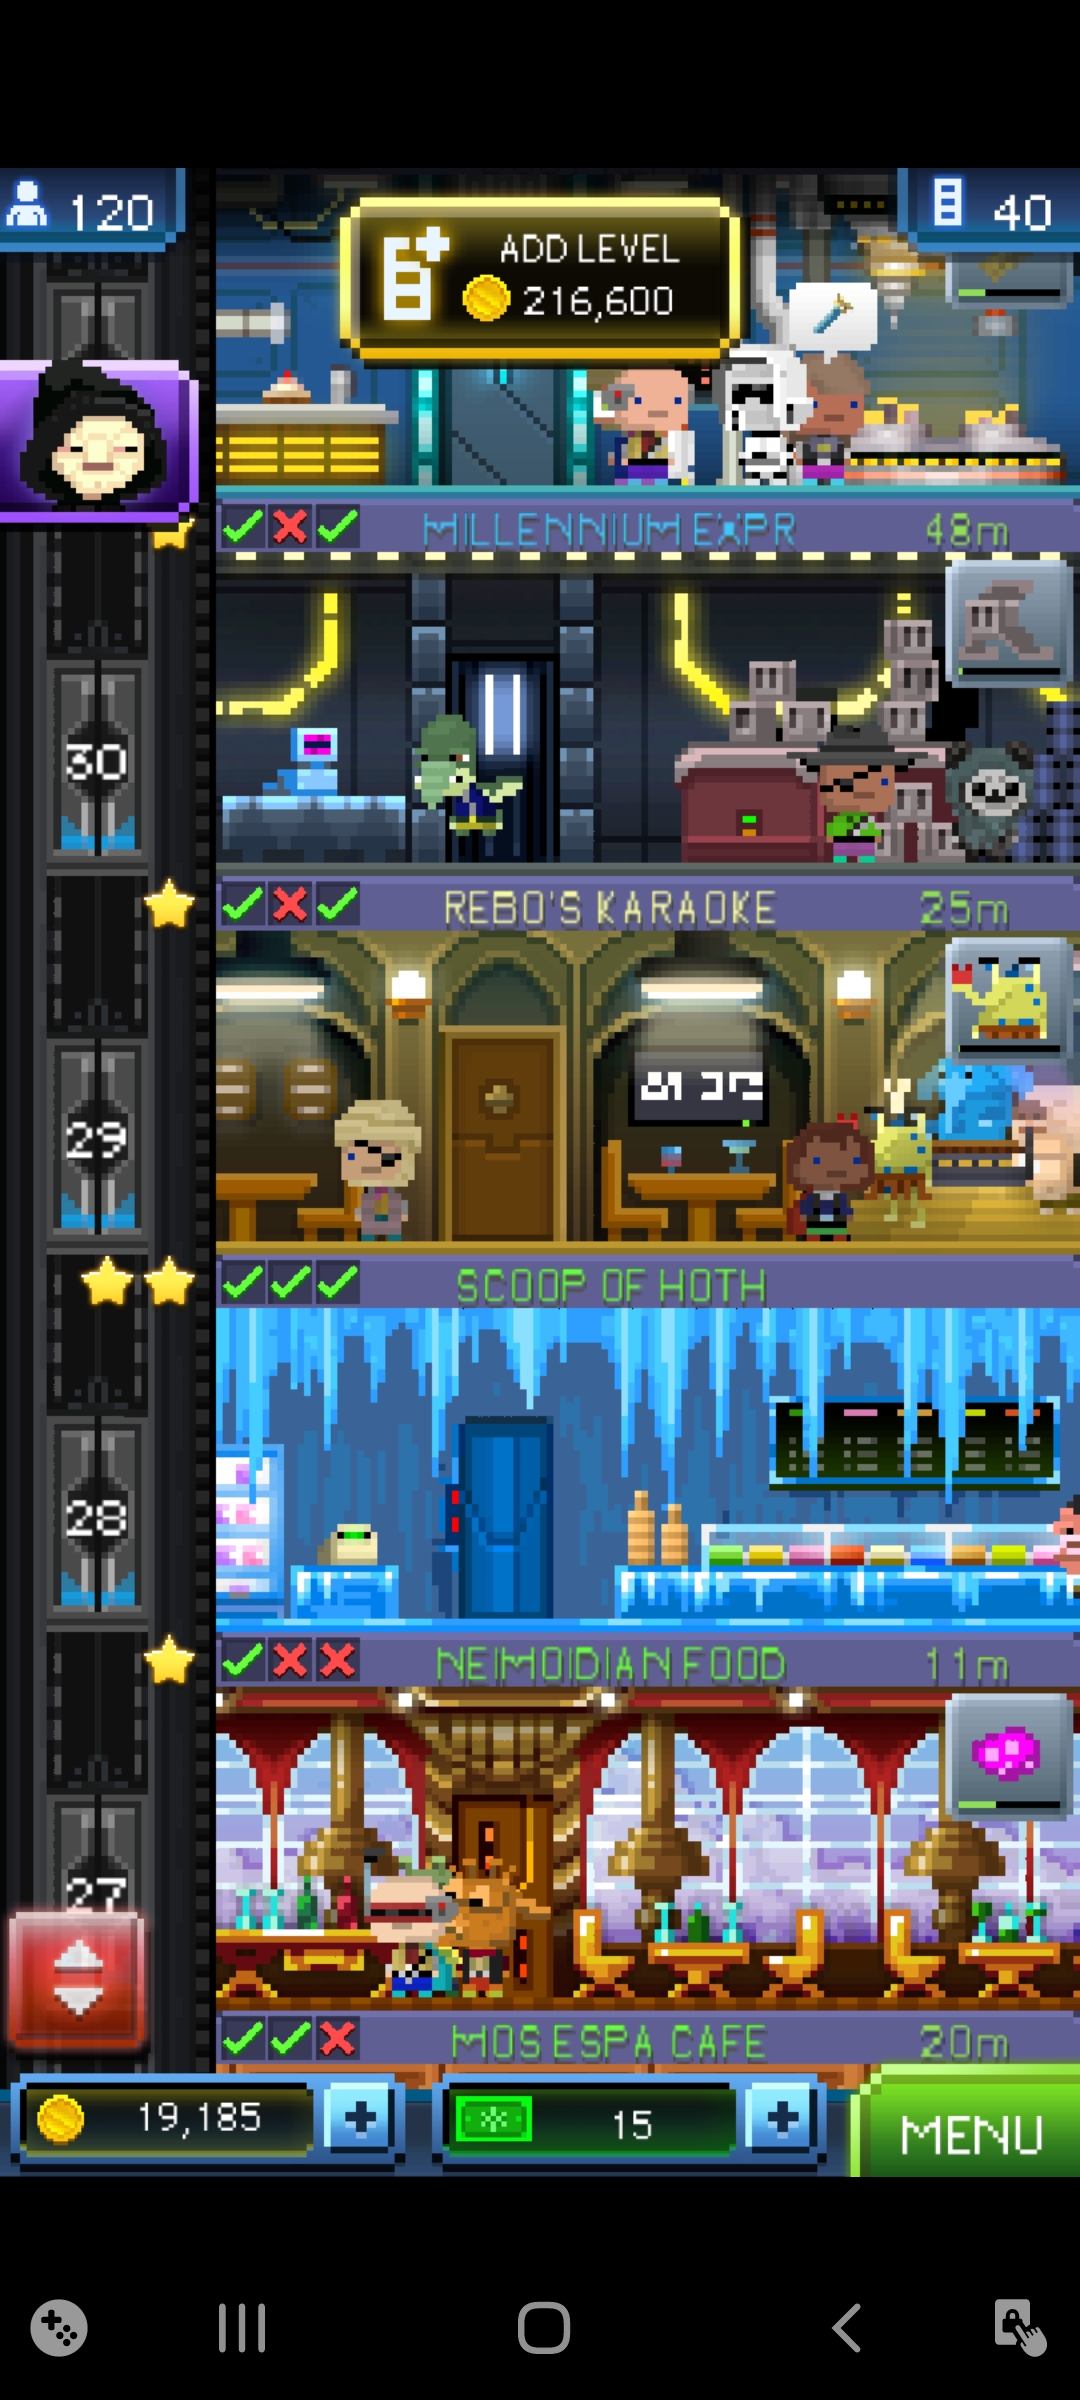 120
40
ADD LEVEL
216,600
MILLENNIUM EXPR 48m
30
REBO'S KARAOKE 25m
29
SCOOP OF HOTH
28
NEIMOIDIAN FOOD 11m
27
MOS ESPA CAFE 20m
19,185
15
MENU